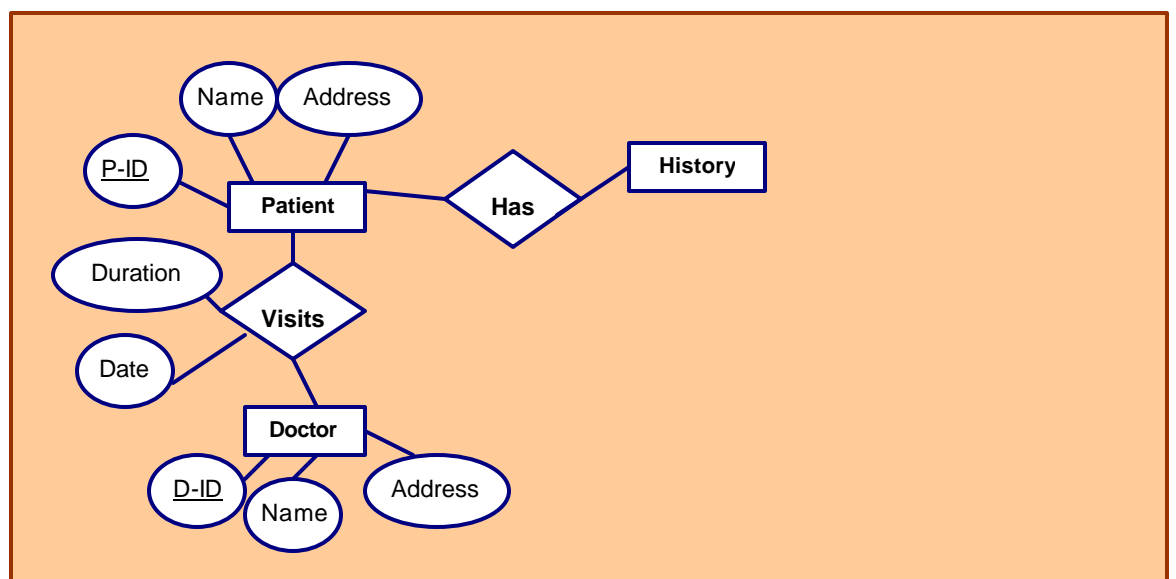 Name
Address
P-ID
History
Patient
Has
Duration
Visits
Date
Doctor
D-ID
Name
Address